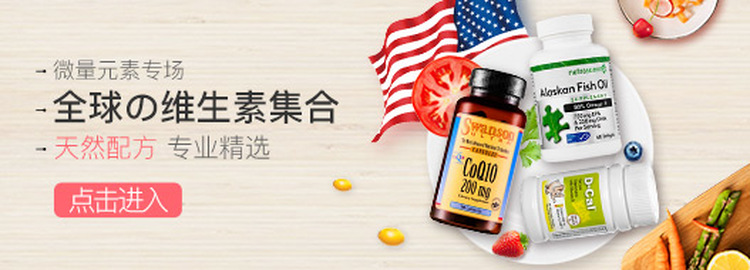 微量元素专场
全球の维生素集合
天然配方 专业精选
点击进入
Swanson
CoQ10
200 mg
Alaskan Fish Oil
SUPPLEMENT
D-Cal